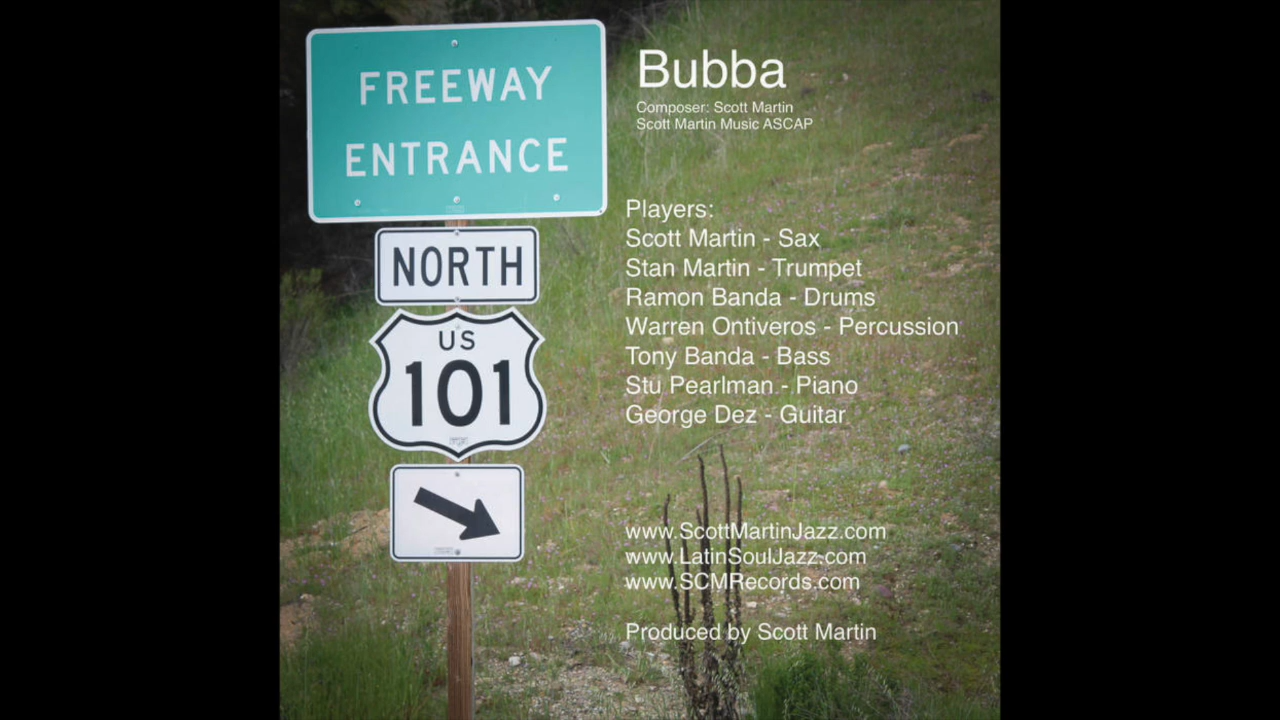 FREEWAY
ENTRANCE
NORTH
US
101
Bubba
Composer: Scott Martin
Scott Martin Music ASCAP
Players:
Scott Martin - Sax
Stan Martin - Trumpet
Ramon Banda - Drums
Warren Ontiveros - Percussion
Tony Banda - Bass
Stu Pearlman - Piano
George Dez - Guitar
www.ScottMartinJazz.com
www.LatinSoulJazz.com
www.SCMRecords.com
Produced by Scott Martin